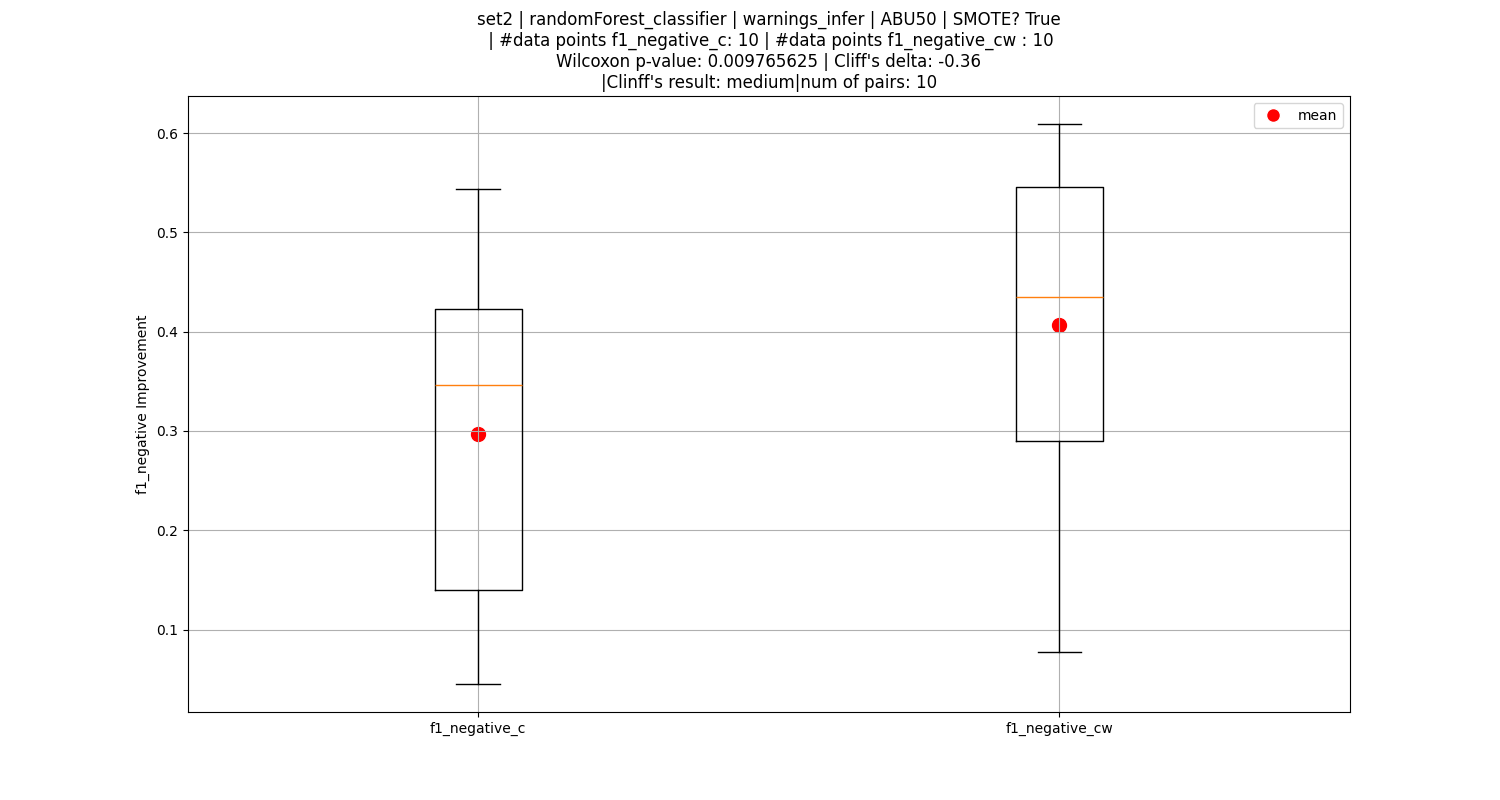 set2 | randomForest_classifier | warnings_infer | ABU50 | SMOTE? True
| #data points f1_negative_c: 10 | #data points f1_negative_cw : 10
Wilcoxon p-value: 0.009765625 | Cliff's delta: -0.36
|Clinff's result: medium|num of pairs: 10
mean
0.6
0.5
0.4
0.3
0.2
0.1
f1_negative Improvement
f1_negative_c
f1_negative_cw